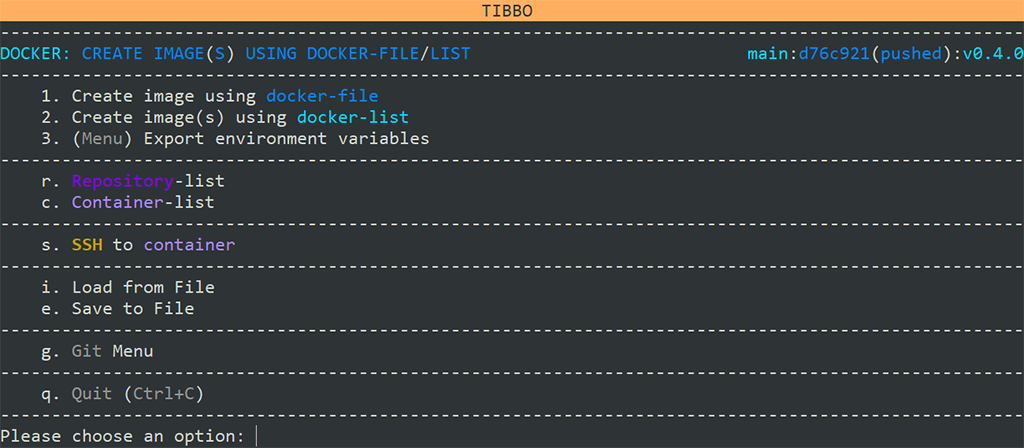 TIBBO
DOCKER: CREATE IMAGE(S) USING DOCKER-FILE/LIST main:d76c921(pushed):v0.4.0
1. Create image using docker-file
2. Create image(s) using docker-list
3. (Menu) Export environment variables
r. Repository-list
c. Container-list
s. SSH to container
i. Load from File
e. Save to File
g. Git Menu
q. Quit (Ctrl+C)
Please choose an option: